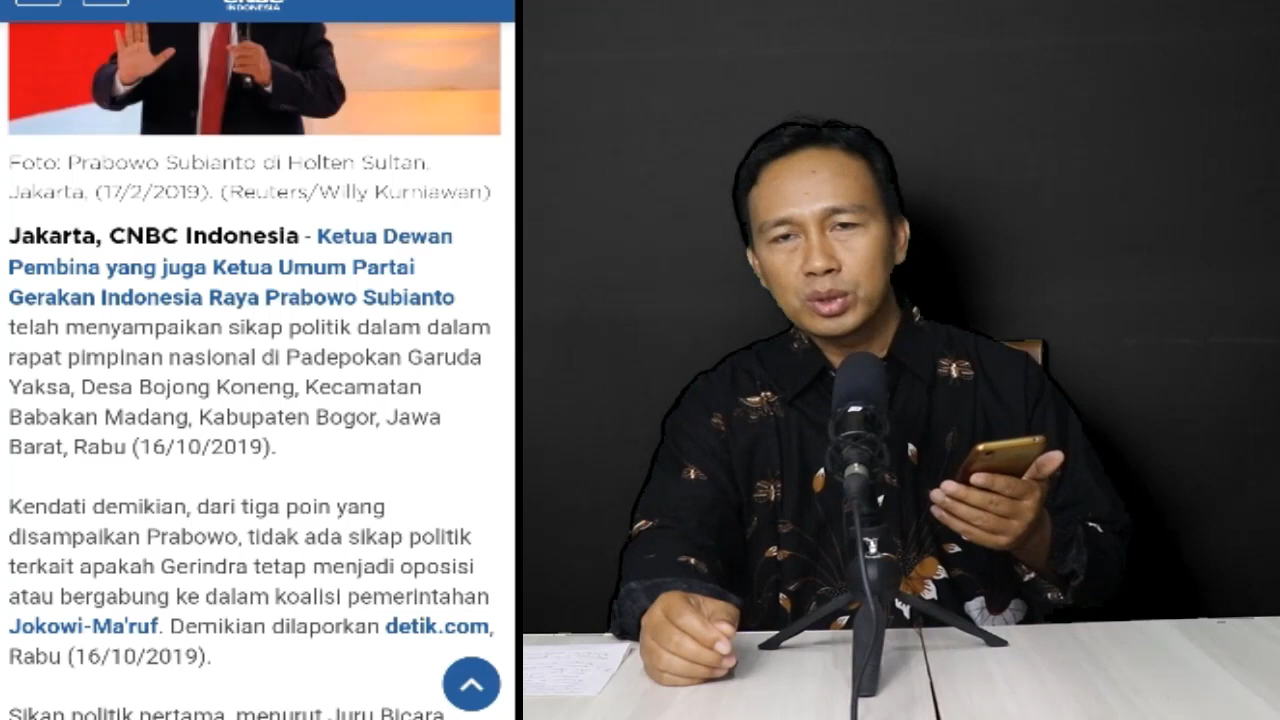 CNBC
INDONESIA
Foto: Prabowo Subianto di Holten Sultan,
Jakarta, (17/2/2019). (Reuters/Willy Kurniawan)
Jakarta, CNBC Indonesia - Ketua Dewan
Pembina yang juga Ketua Umum Partai
Gerakan Indonesia Raya Prabowo Subianto
telah menyampaikan sikap politik dalam dalam
rapat pimpinan nasional di Padepokan Garuda
Yaksa, Desa Bojong Koneng, Kecamatan
Babakan Madang, Kabupaten Bogor, Jawa
Barat, Rabu (16/10/2019).
Kendati demikian, dari tiga poin yang
disampaikan Prabowo, tidak ada sikap politik
terkait apakah Gerindra tetap menjadi oposisi
atau bergabung ke dalam koalisi pemerintahan
Jokowi-Ma'ruf. Demikian dilaporkan detik.com,
Rabu (16/10/2019).
Sikap politik pertama, menurut Juru Bicara